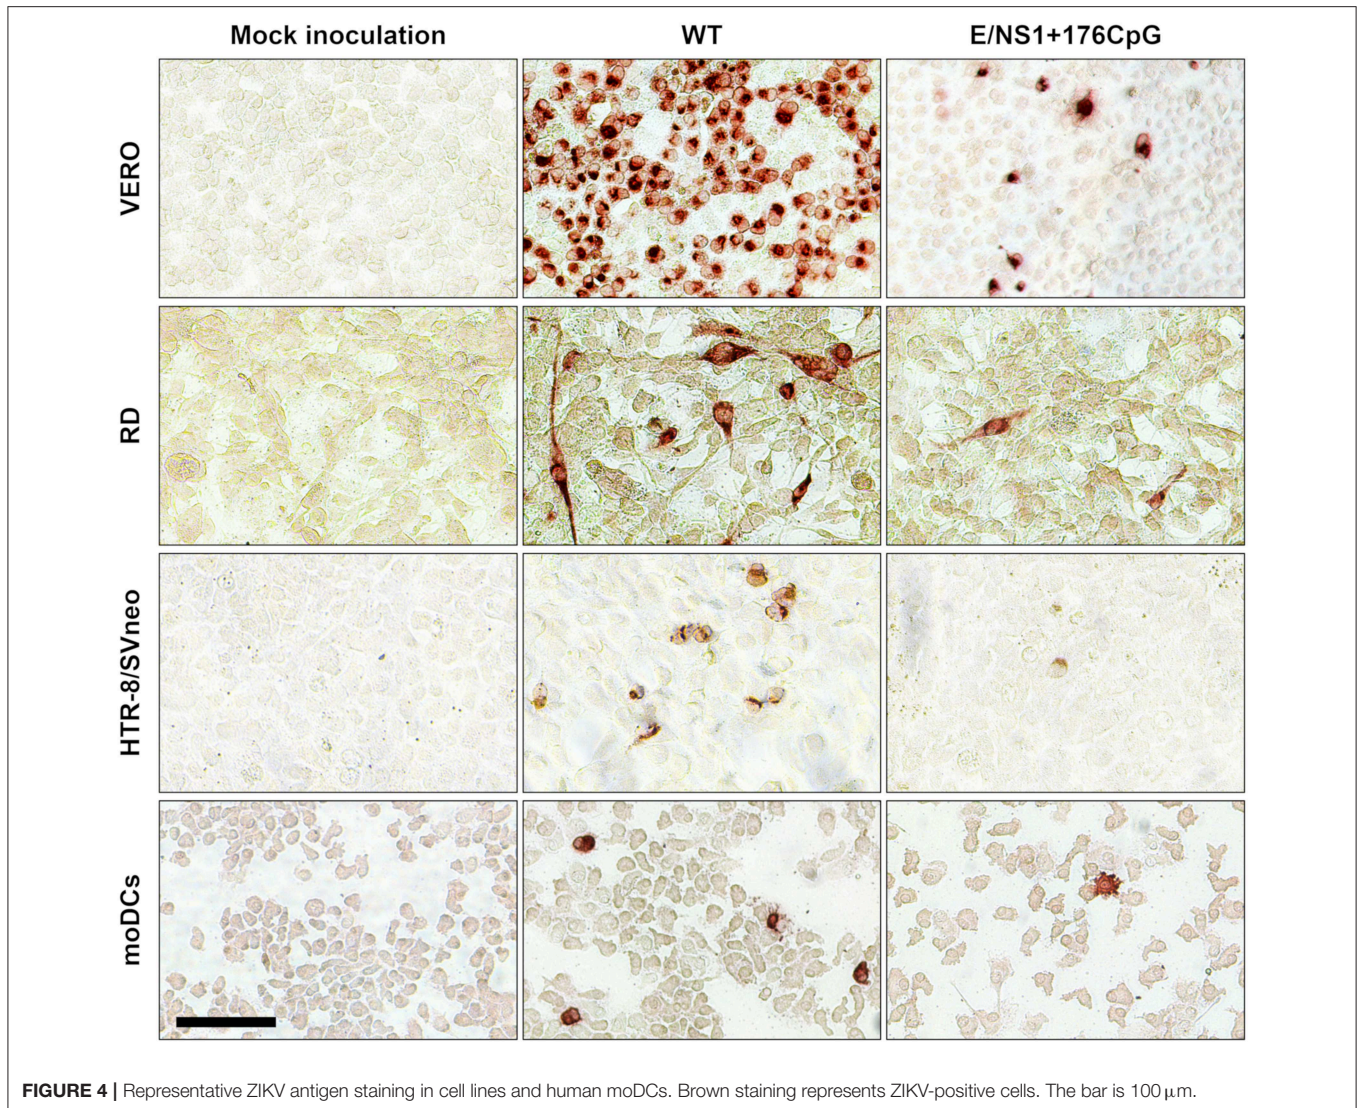 Mock inoculation WT E/NS1+176CpG
VERO
RD
HTR-8/SVneo
moDCs
FIGURE 4 | Representative ZIKV antigen staining in cell lines and human moDCs. Brown staining represents ZIKV-positive cells. The bar is 100 μm.